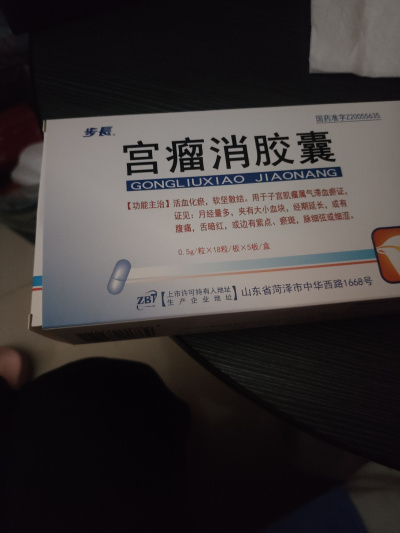 国药准字Z20055635
步长
宫瘤消胶囊
GONGLIUXIAO JIAONANG
【功能主治】活血化瘀，软坚散结。用于子宫肌瘤属气滞血瘀证，
证见：月经量多，夹有大小血块，经期延长，或有
腹痛，舌暗红，或边有紫点、瘀斑，脉细弦或细涩。
0.5g/粒×18粒/板×5板/盒
ZBT
【上市许可持有人地址
生产企业地址】山东省菏泽市中华西路1668号